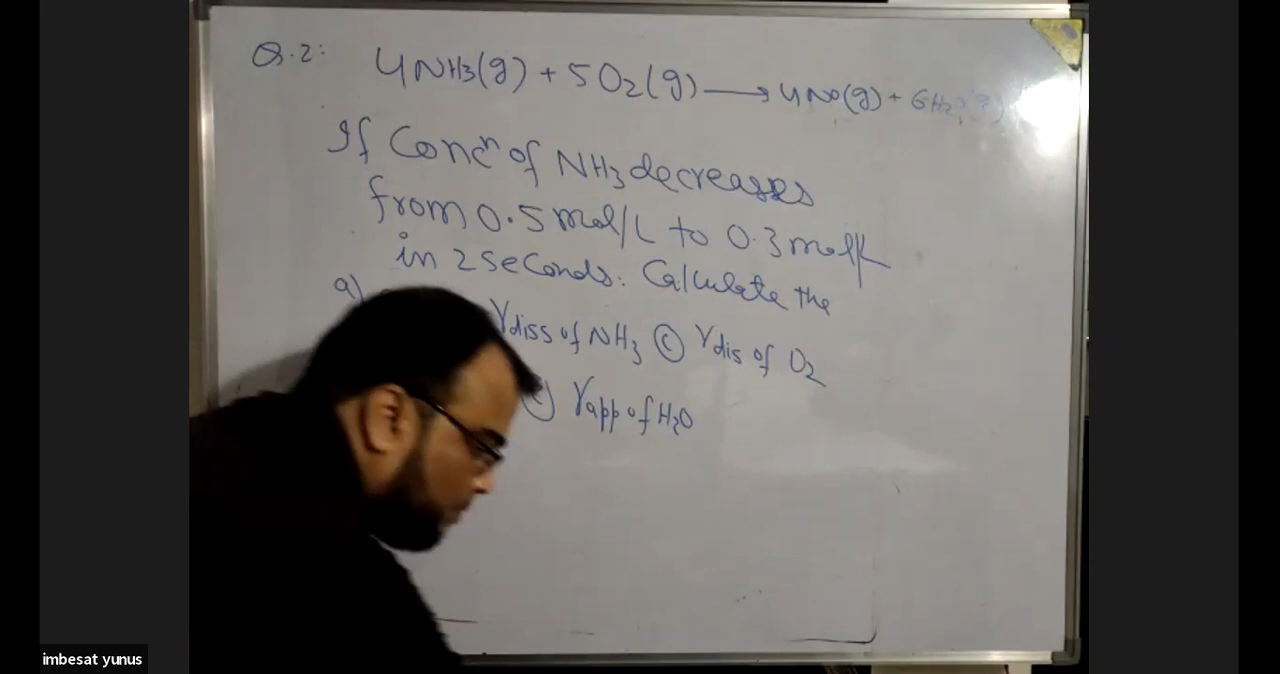 Q.2: 4NH3(g) + 5O2(g) → 4NO(g) + 6H2
If Concⁿ of NH3 decreases
from 0.5 mol/L to 0.3 mol/L
in 2 seconds. Calculate the
a) rdiss of NH3 (c) rdis of O2
rapp of H2O
imbesat yunus